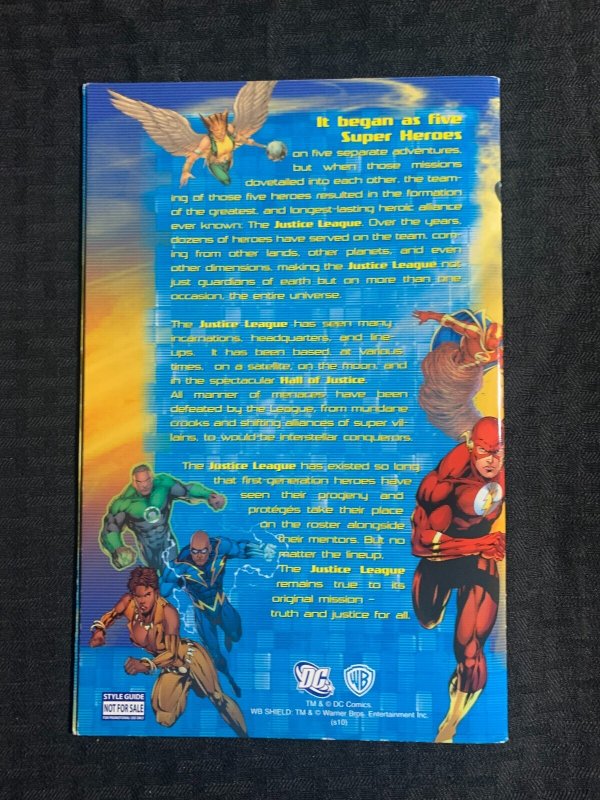 It began as five
Super Heroes
on five separate adventures,
but when those missions
dovetailed into each other, the team-
ing of those five heroes resulted in the formation
of the greatest, and longest-lasting heroic alliance
ever known: The Justice League. Over the years,
dozens of heroes have served on the team, com-
ing from other lands, other planets, and even
other dimensions, making the Justice League not
just guardians of earth but on more than one
occasion, the entire universe.
The Justice League has seen many
incarnations, headquarters, and line-
ups. It has been based, at various
times, on a satellite, on the moon, and
in the spectacular Hall of Justice.
All manner of menaces have been
defeated by the League, from mundane
crooks and shifting alliances of super vil-
lains, to would-be interstellar conquerors.
The Justice League has existed so long
that first-generation heroes have
seen their progeny and
protégés take their place
on the roster alongside
their mentors. But no
matter the lineup,
The Justice League
remains true to its
original mission –
truth and justice for all.
DC
WB
TM & © DC Comics.
WB SHIELD: TM & © Warner Bros. Entertainment Inc.
(s10)
STYLE GUIDE
NOT FOR SALE
FOR PROMOTIONAL USE ONLY